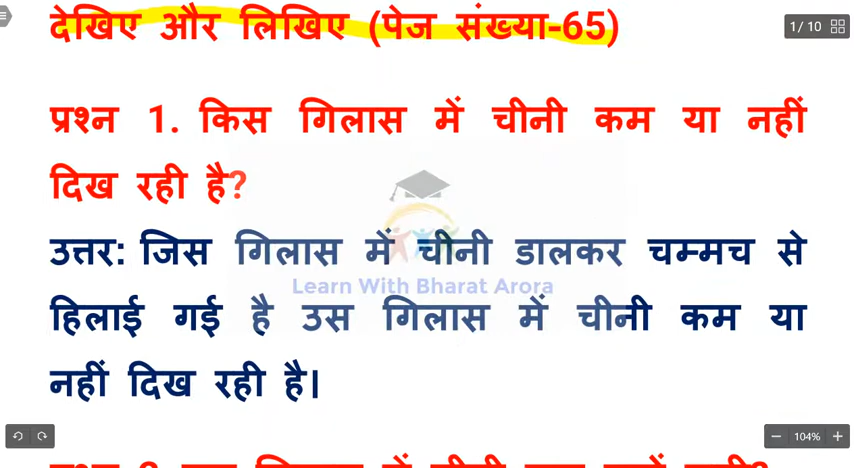 देखिए और लिखिए (पेज संख्या-65)
1 / 10
प्रश्न 1. किस गिलास में चीनी कम या नहीं
दिख रही है?
उत्तर: जिस गिलास में चीनी डालकर चम्मच से
Learn With Bharat Arora
हिलाई गई है उस गिलास में चीनी कम या
नहीं दिख रही है।
104%